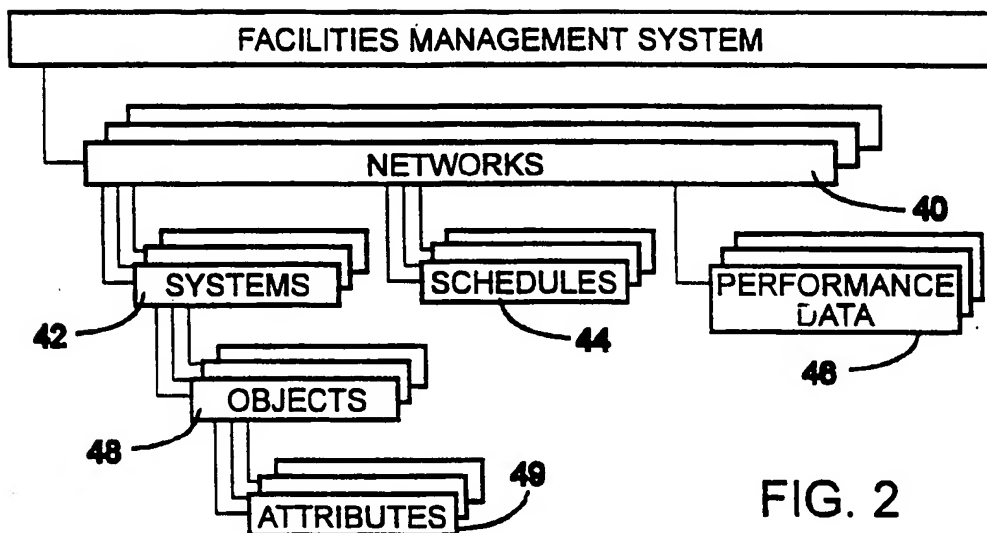 FACILITIES MANAGEMENT SYSTEM
NETWORKS
40
SYSTEMS
SCHEDULES
PERFORMANCE
DATA
42
44
46
OBJECTS
48
ATTRIBUTES
49
FIG. 2